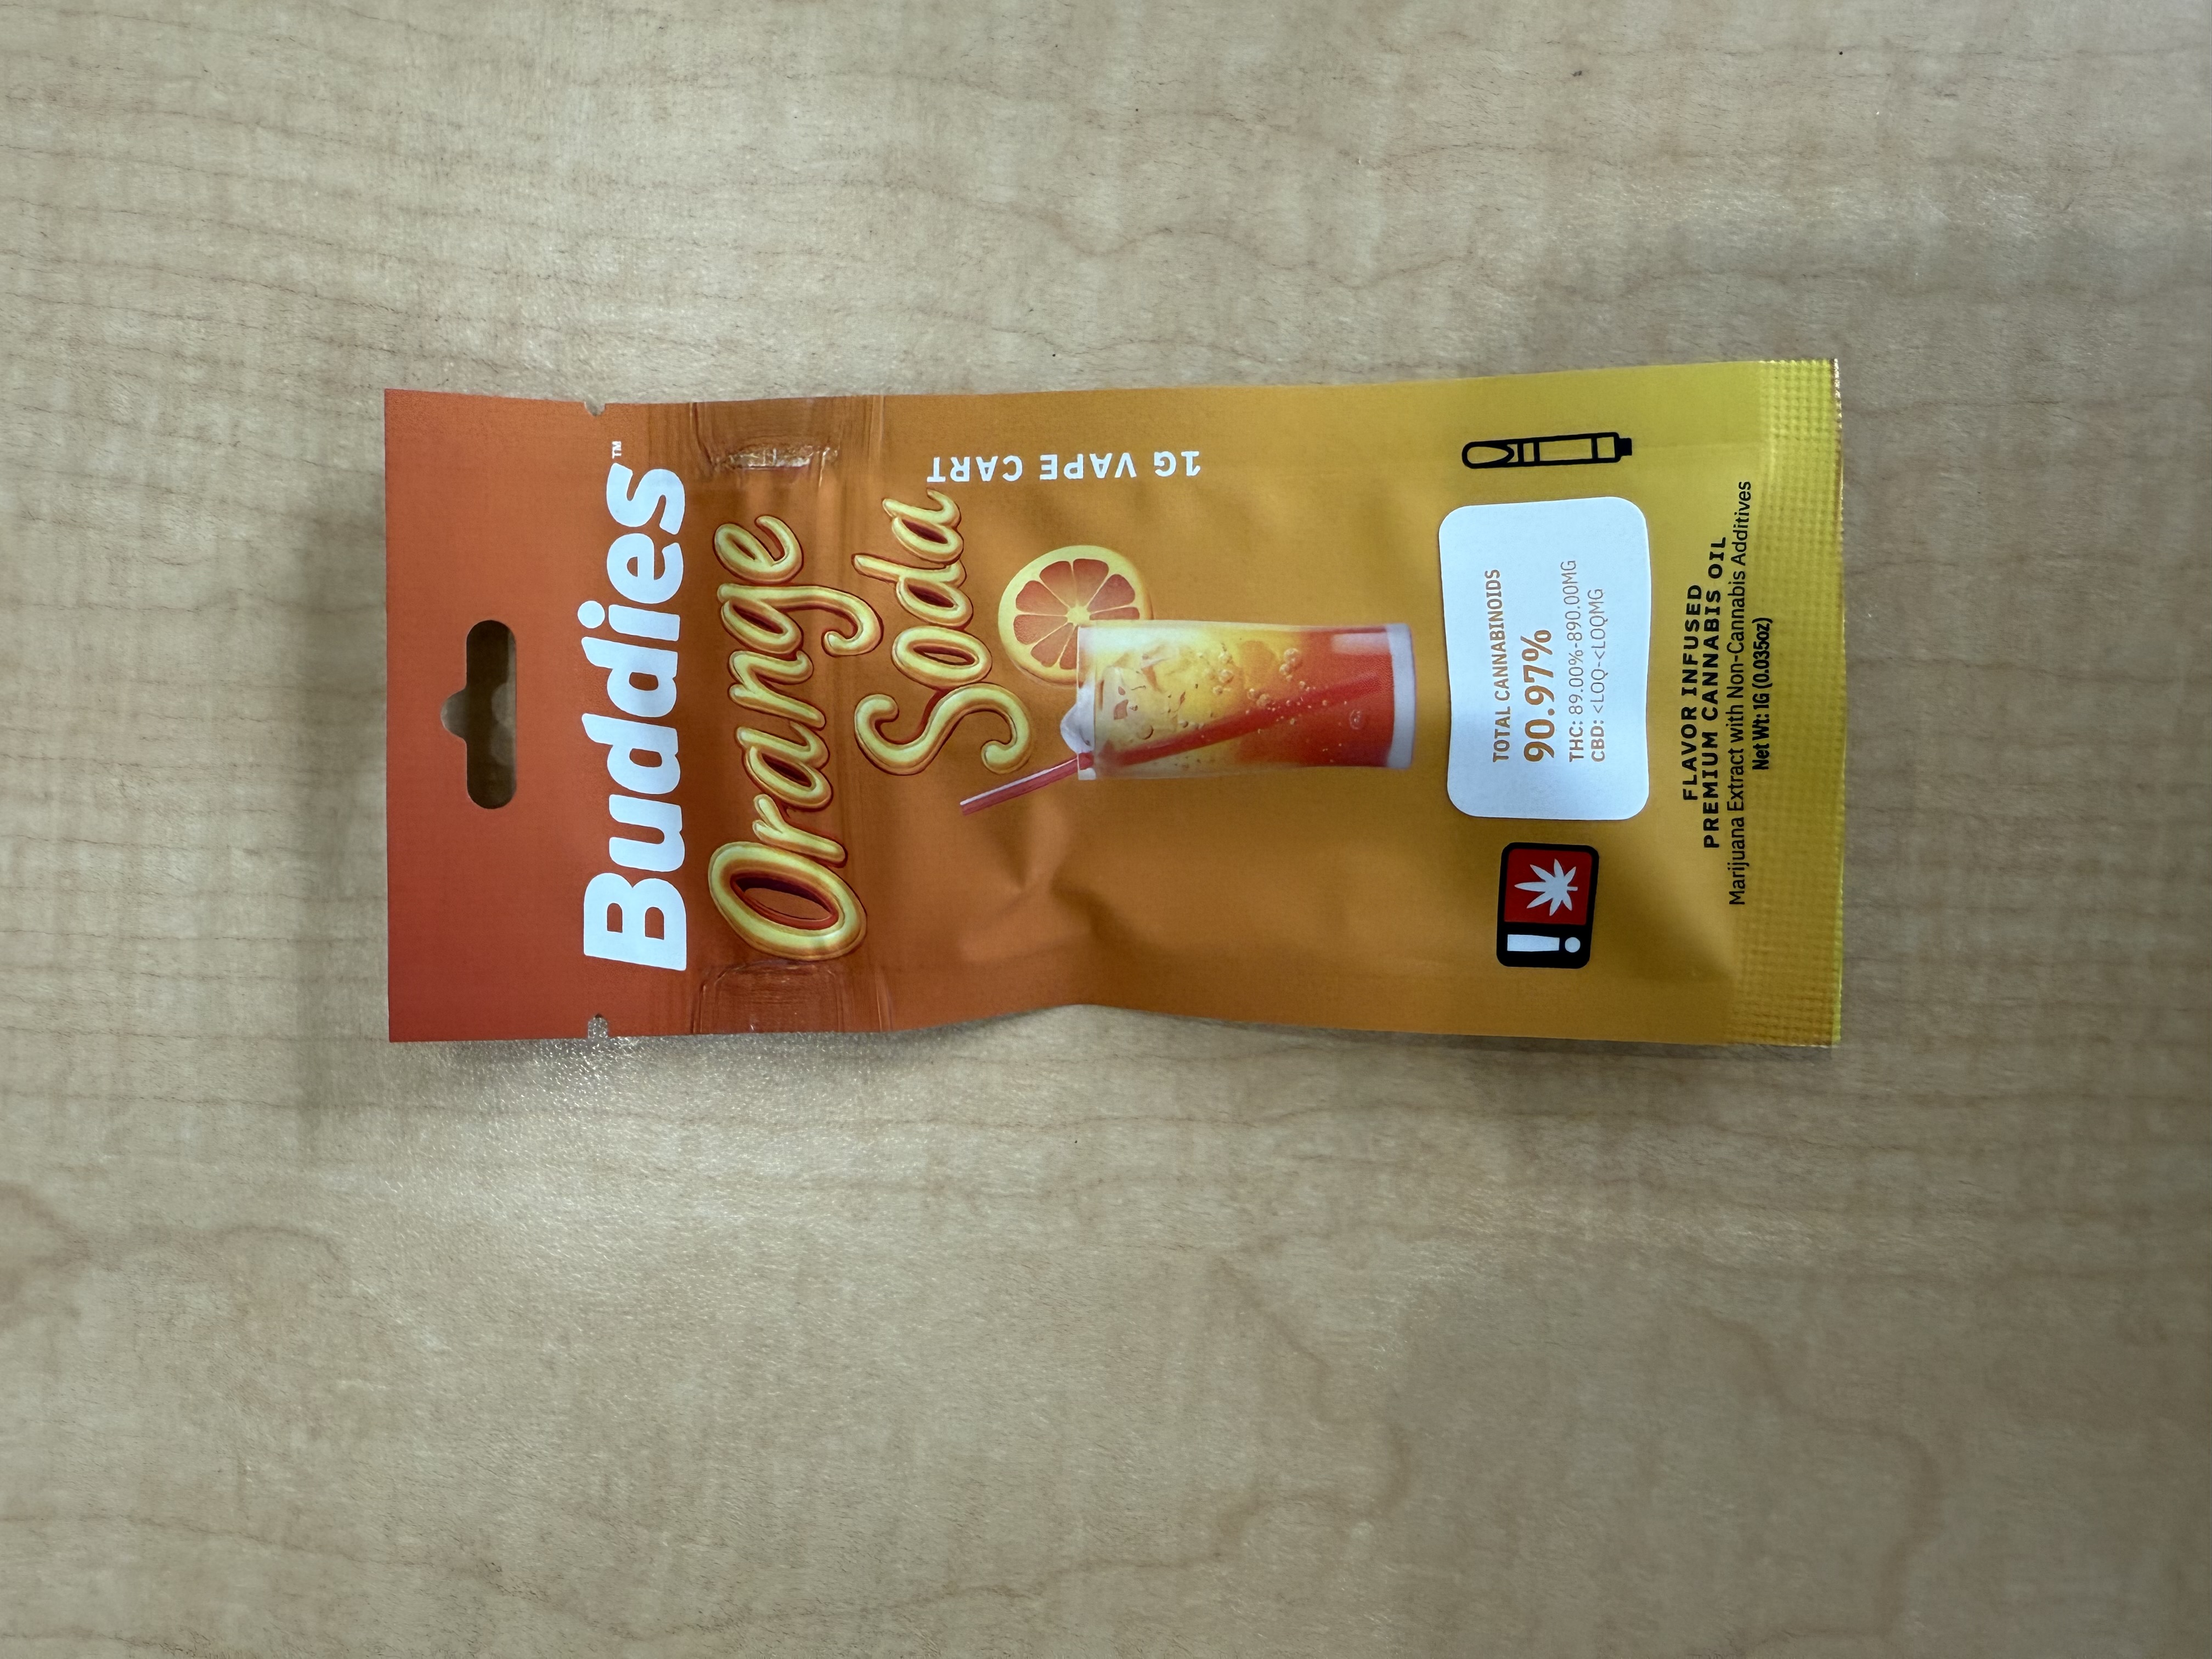 Buddies™
Orange
Soda
1G VAPE CART
TOTAL CANNABINOIDS
90.97%
THC: 89.00%-890.00MG
CBD: <LOQ-<LOQMG
!
FLAVOR INFUSED
PREMIUM CANNABIS OIL
Marijuana Extract with Non-Cannabis Additives
Net Wt: 1G (0.035oz)